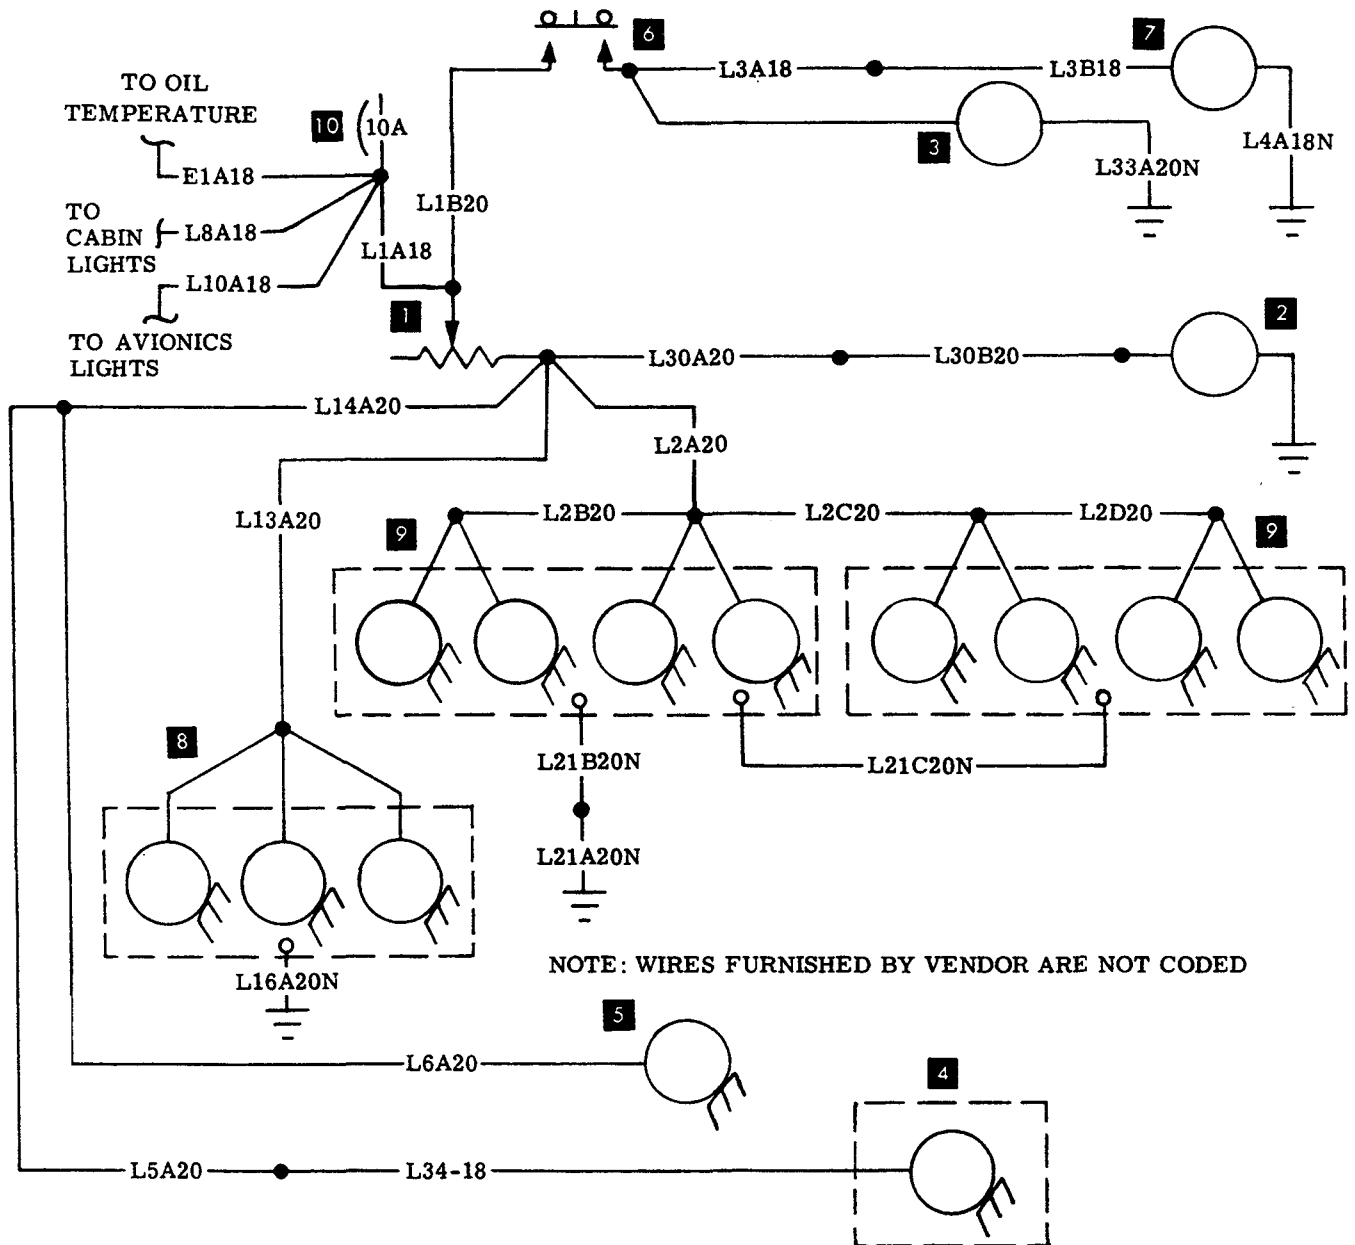 6
7
L3A18
L3B18
TO OIL
TEMPERATURE
10
10A
3
L4A18N
L33A20N
E1A18
L1B20
TO
CABIN
LIGHTS
L8A18
L1A18
L10A18
1
2
TO AVIONICS
LIGHTS
L30A20
L30B20
L14A20
L2A20
L13A20
L2B20
L2C20
L2D20
9
9
8
L21B20N
L21C20N
L21A20N
L16A20N
NOTE: WIRES FURNISHED BY VENDOR ARE NOT CODED
5
L6A20
4
L5A20
L34-18